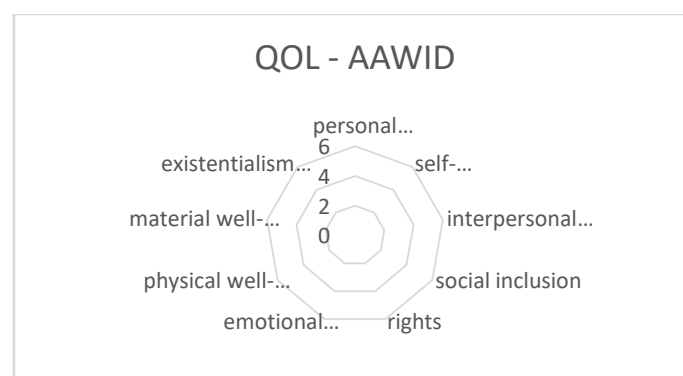 QOL - AAWID
personal...
self-...
interpersonal...
social inclusion
rights
emotional...
physical well-...
material well-...
existentialism...
6
4
2
0